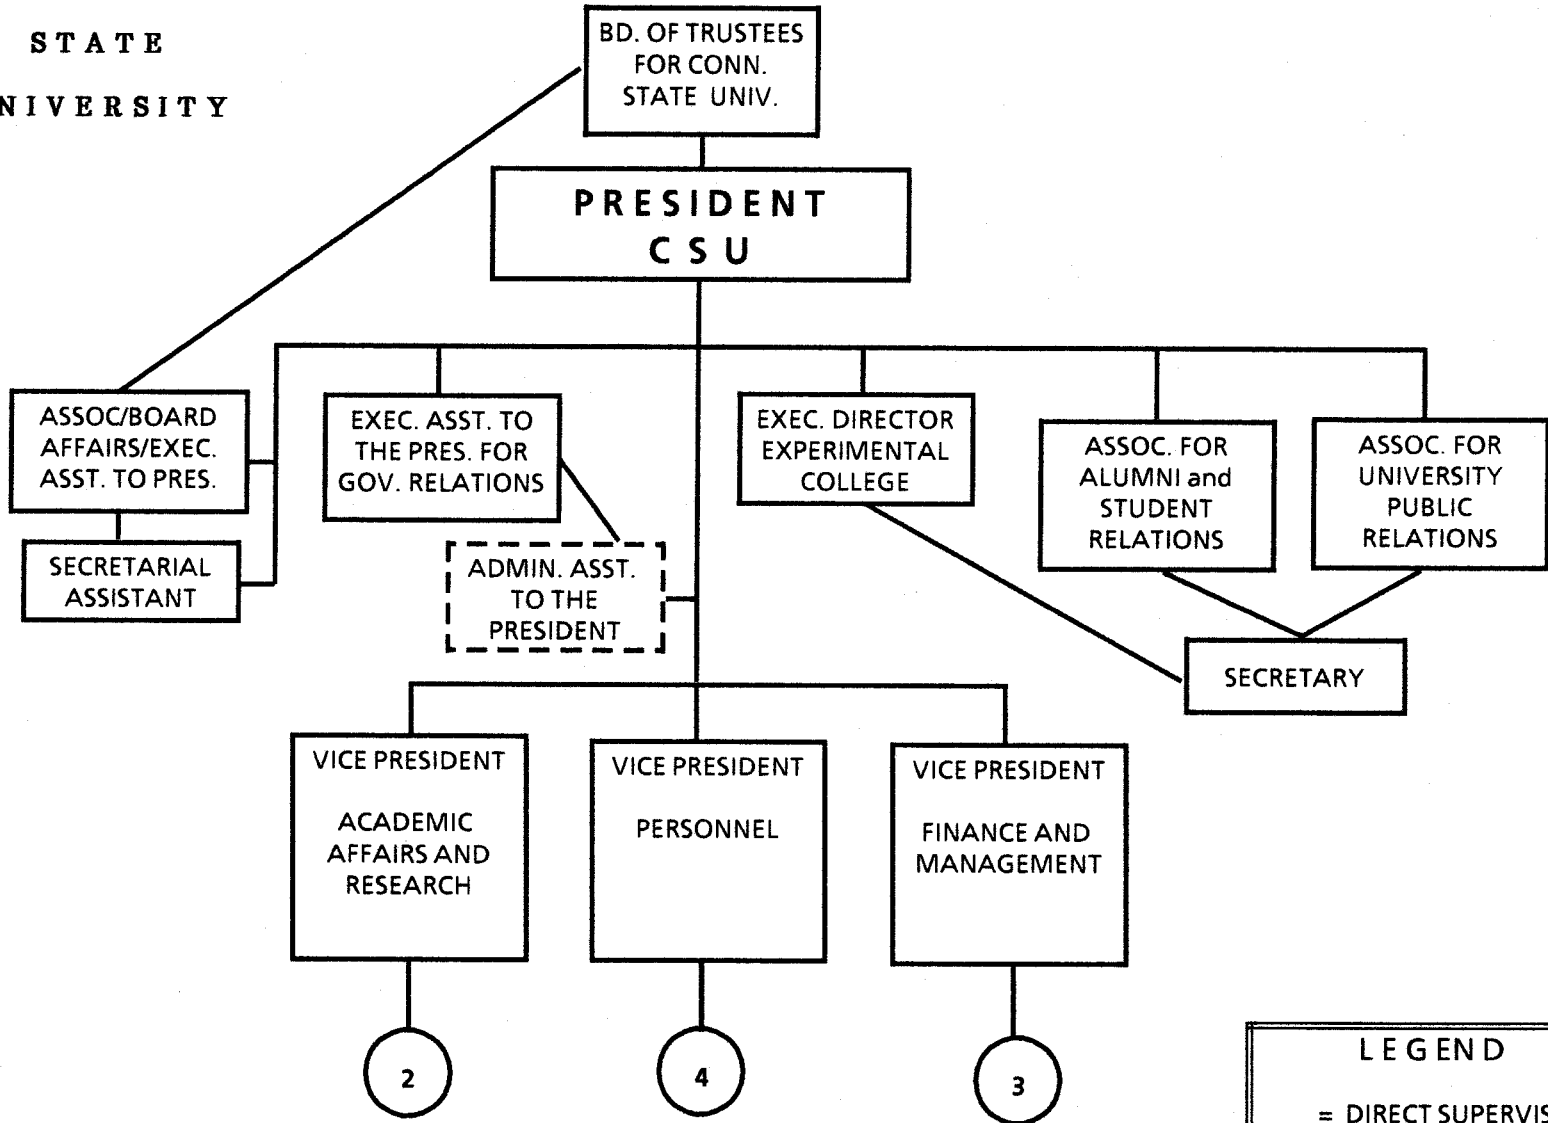 STATE
NIVERSITY
BD. OF TRUSTEES
FOR CONN.
STATE UNIV.
PRESIDENT
CSU
ASSOC/BOARD
AFFAIRS/EXEC.
ASST. TO PRES.
SECRETARIAL
ASSISTANT
EXEC. ASST. TO
THE PRES. FOR
GOV. RELATIONS
ADMIN. ASST.
TO THE
PRESIDENT
EXEC. DIRECTOR
EXPERIMENTAL
COLLEGE
ASSOC. FOR
ALUMNI and
STUDENT
RELATIONS
ASSOC. FOR
UNIVERSITY
PUBLIC
RELATIONS
SECRETARY
VICE PRESIDENT
ACADEMIC
AFFAIRS AND
RESEARCH
VICE PRESIDENT
PERSONNEL
VICE PRESIDENT
FINANCE AND
MANAGEMENT
2
4
3
LEGEND
= DIRECT SUPERVIS